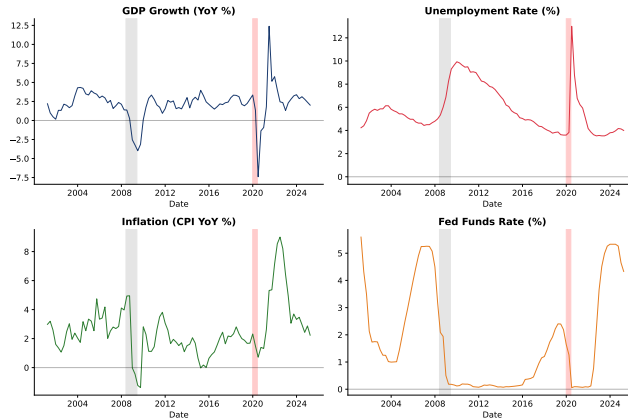 GDP Growth (YoY %)
12.5
10.0
7.5
5.0
2.5
0.0
−2.5
−5.0
−7.5
2004 2008 2012 2016 2020 2024
Date
Unemployment Rate (%)
12
10
8
6
4
2
0
2004 2008 2012 2016 2020 2024
Date
Inflation (CPI YoY %)
8
6
4
2
0
2004 2008 2012 2016 2020 2024
Date
Fed Funds Rate (%)
5
4
3
2
1
0
2004 2008 2012 2016 2020 2024
Date